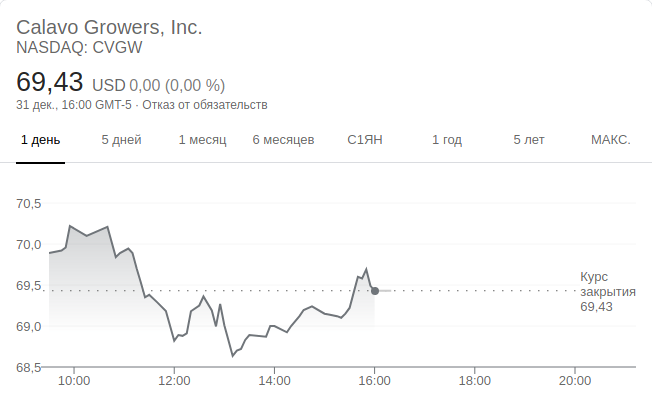 Calavo Growers, Inc.
NASDAQ: CVGW
69,43 USD 0,00 (0,00 %)
31 дек., 16:00 GMT-5 · Отказ от обязательств
1 день 5 дней 1 месяц 6 месяцев С1ЯН 1 год 5 лет МАКС.
70,5
70,0
69,5
69,0
68,5
Курс
закрытия
69,43
10:00 12:00 14:00 16:00 18:00 20:00